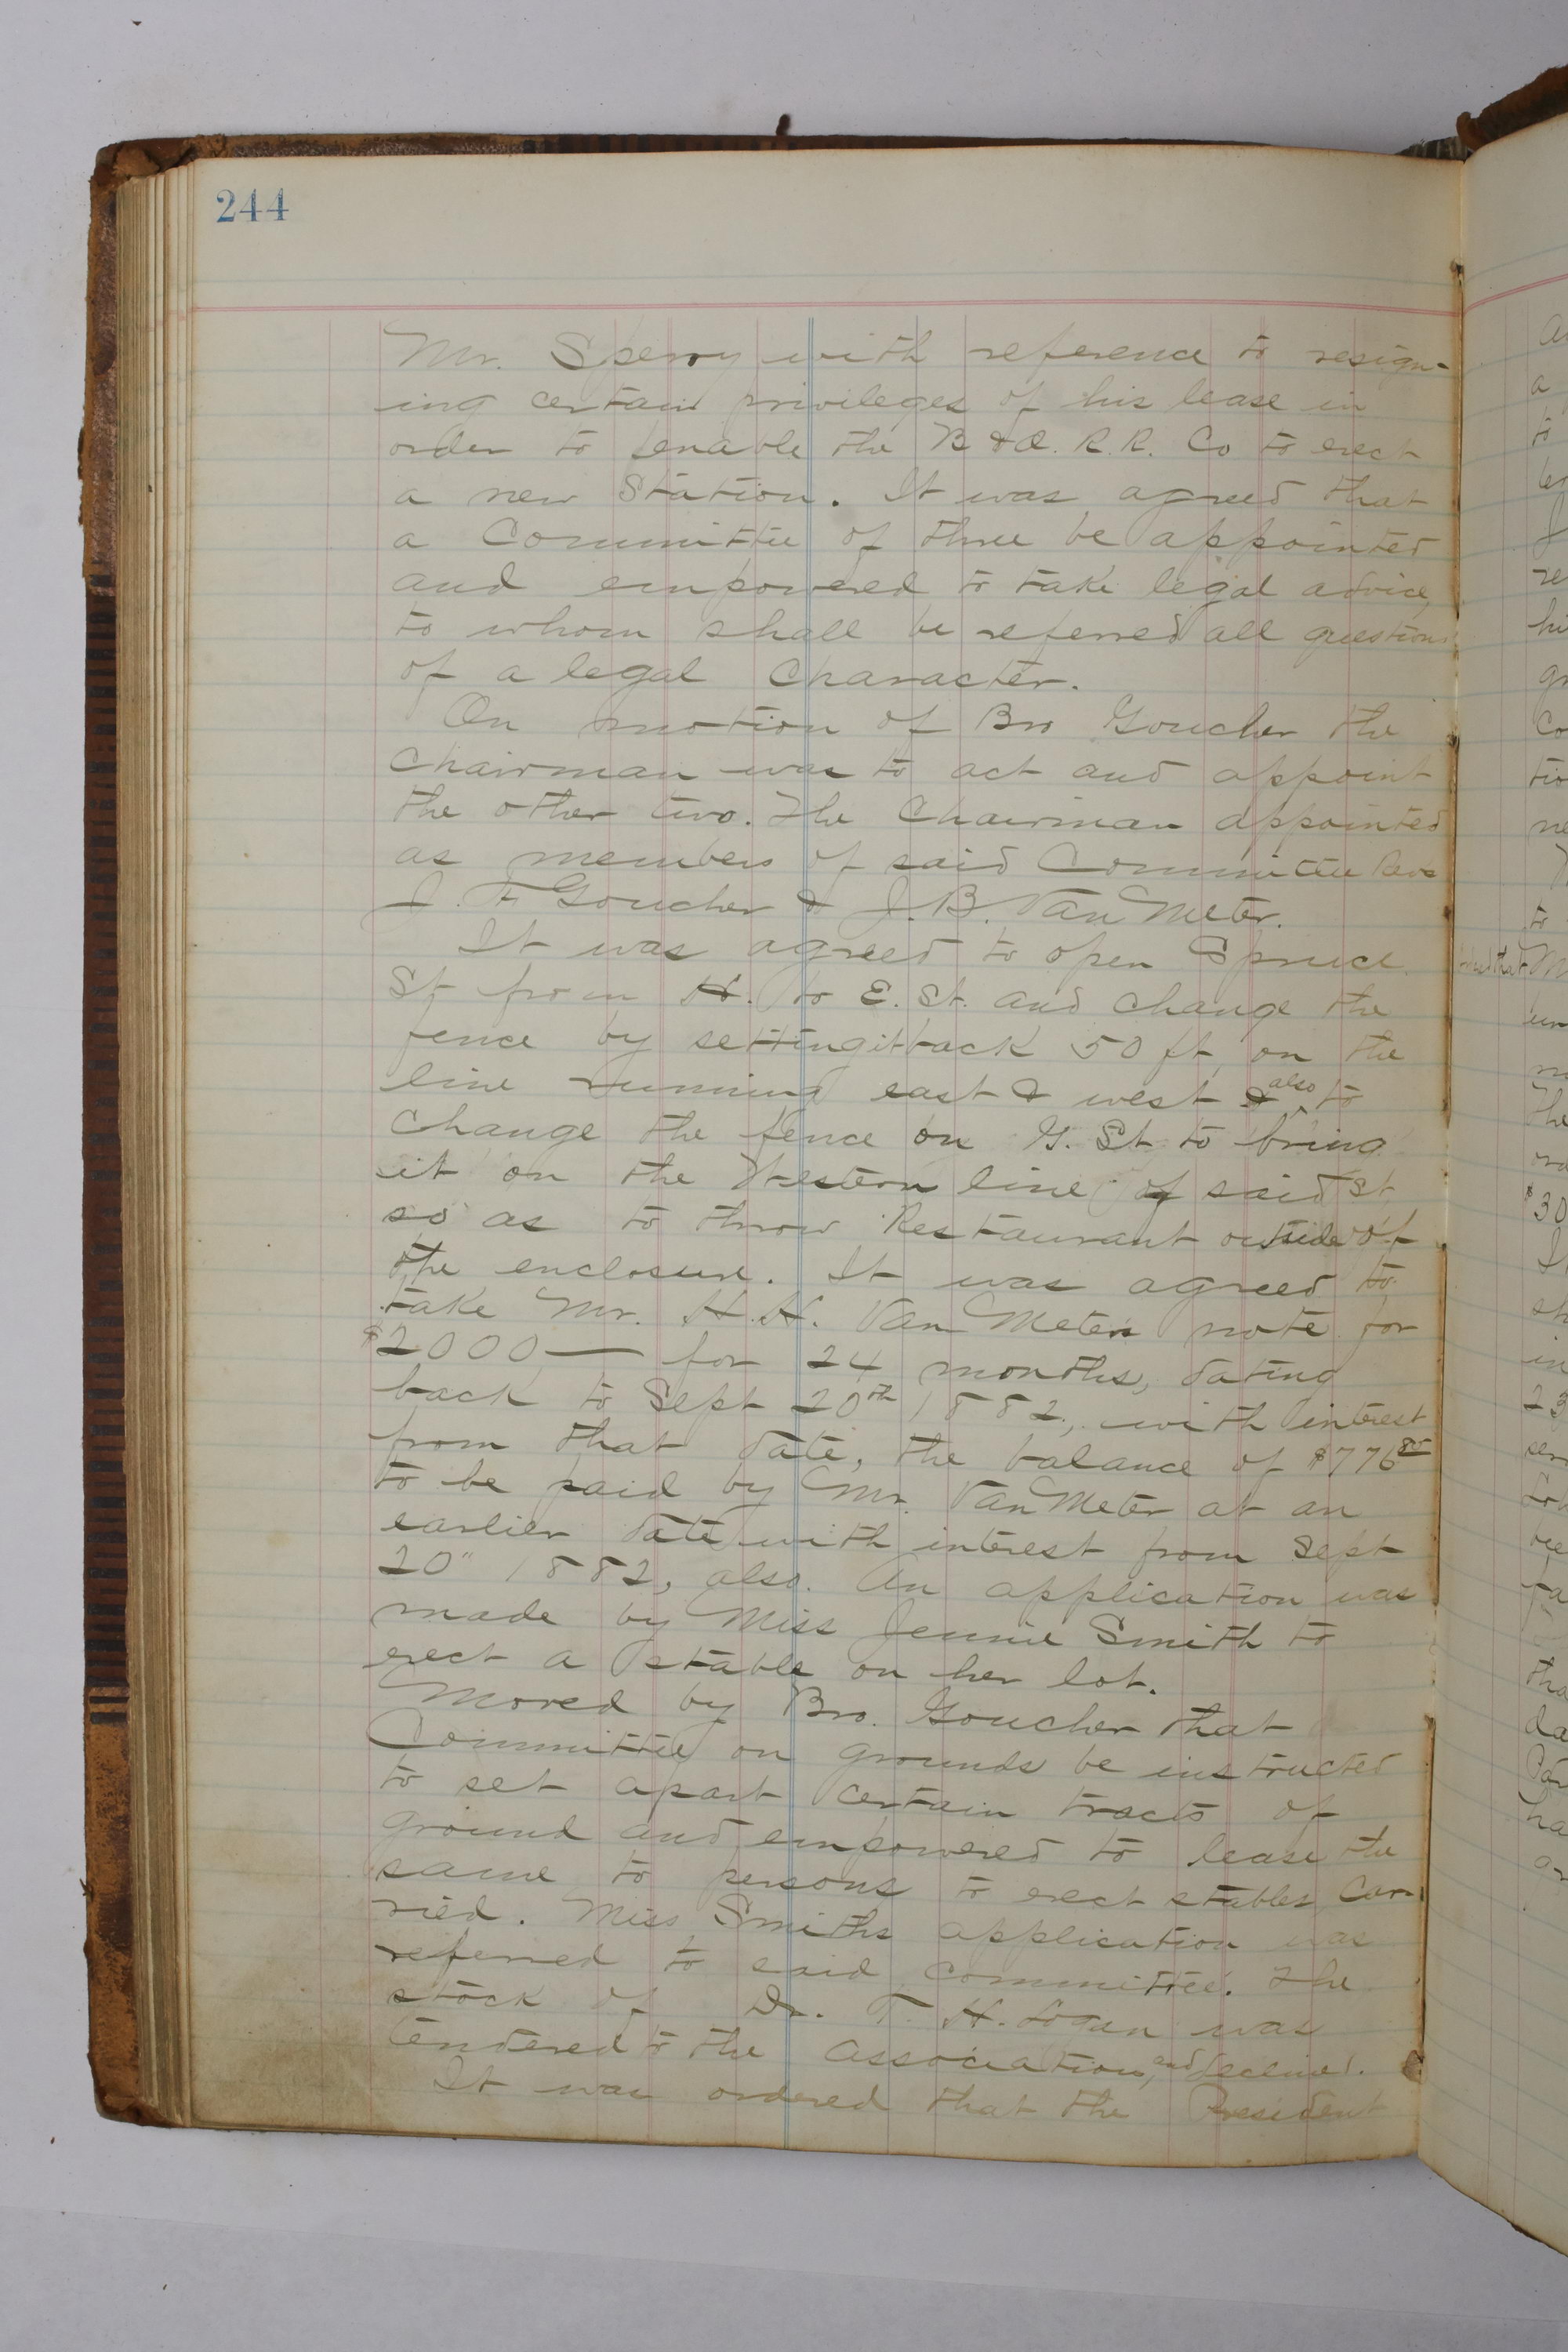 244
Mr. Sperry with reference to resign-
ing certain privileges of his lease in
order to enable the B & O. R.R. Co to erect
a new Station. It was agreed that
a Committee of three be appointed
and empowered to take legal advice,
to whom shall be referred all questions
of a legal Character.
On motion of Bro Goucher the
Chairman was to act and appoint
the other two. The Chairman appointed
as members of said Committee Revs
J. F. Goucher & J. B. Van Meter.
It was agreed to open Spruce
St from H. to E. St. and change the
fence by setting it back 50 ft, on the
line running east & west & also to
Change the fence on G. St to bring
it on the Western line of said St
so as to throw Restaurant outside of
the enclosure. It was agreed to
take Mr. H. H. Van Meters note for
$2000— for 24 months, dating
back to Sept 20th 1882, with interest
from that date, the balance of $776
to be paid by Mr. Van Meter at an
earlier date with interest from Sept
20" 1882, also. An application was
made by Miss Jennie Smith to
erect a stable on her lot.
Moved by Bro. Goucher that
Committee on grounds be instructed
to set apart certain tracts of
ground and empowered to lease the
same to persons to erect stables, Car-
ried. Miss Smiths application was
referred to said committee. The
stock of Dr. T. H. Logan was
tendered to the Association, and declined.
It was ordered that the President